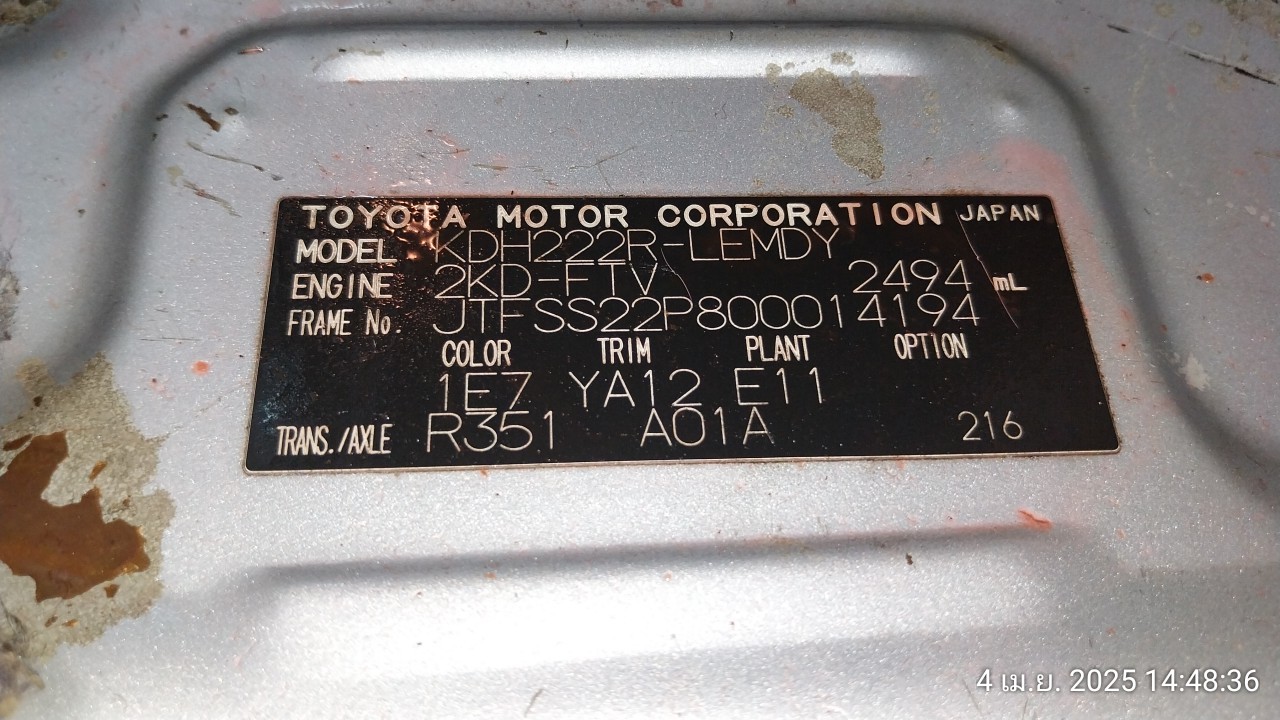 TOYOTA MOTOR CORPORATION JAPAN
MODEL KDH222R-LEMDY
ENGINE 2KD-FTV 2494 mL
FRAME No. JTFSS22P800014194
COLOR TRIM PLANT OPTION
1E7 YA12 E11
TRANS./AXLE R351 A01A 216
4 เม.ย. 2025 14:48:36